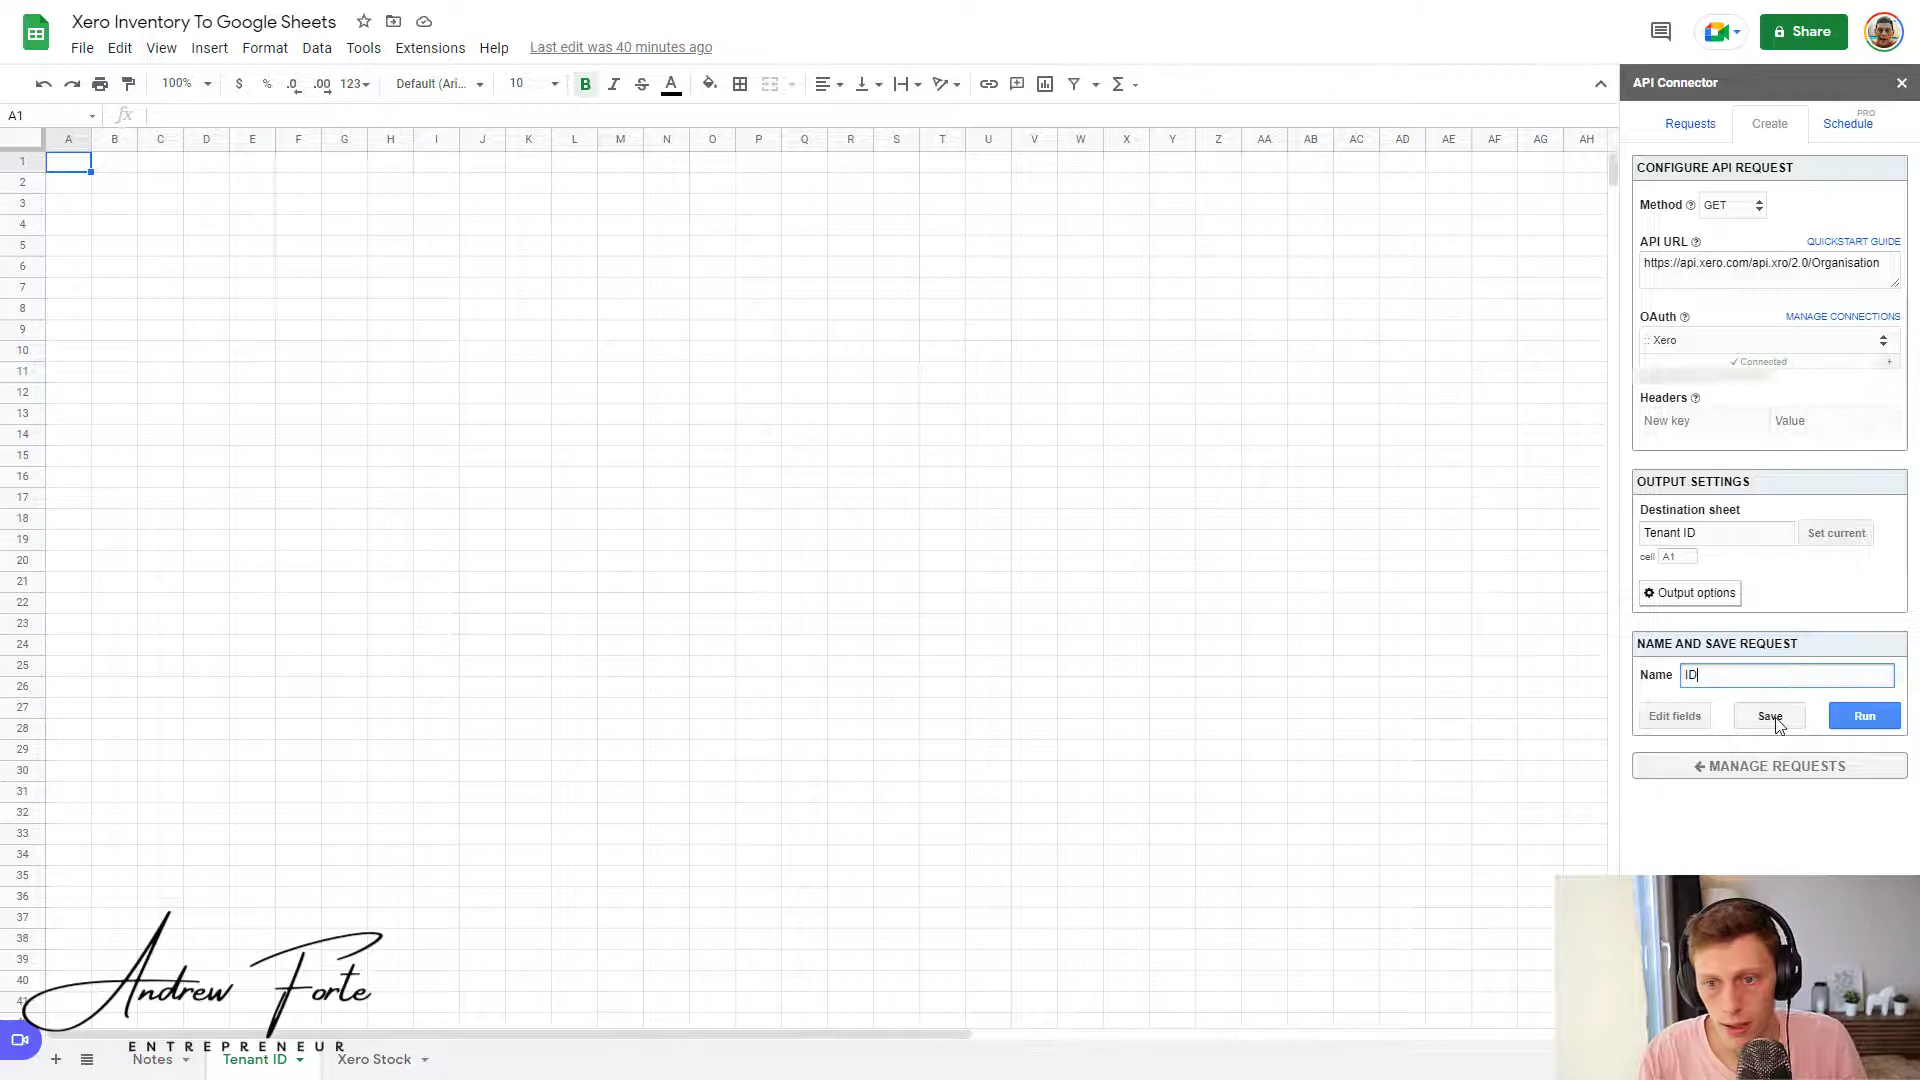 Xero Inventory To Google Sheets
File Edit View Insert Format Data Tools Extensions Help Last edit was 40 minutes ago
Share
100% $ % .0 .00 123 Default (Ari... 10 B I S A
A1 fx
A B C D E F G H I J K L M N O P Q R S T U V W X Y Z AA AB AC AD AE AF AG AH
1
2
3
4
5
6
7
8
9
10
11
12
13
14
15
16
17
18
19
20
21
22
23
24
25
26
27
28
29
30
31
32
33
34
35
36
37
38
39
40
41
API Connector
Requests Create Schedule PRO
CONFIGURE API REQUEST
Method GET
API URL QUICKSTART GUIDE
https://api.xero.com/api.xro/2.0/Organisation
OAuth MANAGE CONNECTIONS
:: Xero
✓ Connected +
Headers
New key Value
OUTPUT SETTINGS
Destination sheet
Tenant ID Set current
cell A1
Output options
NAME AND SAVE REQUEST
Name ID
Edit fields Save Run
← MANAGE REQUESTS
Andrew Forte
ENTREPRENEUR
+ Notes Tenant ID Xero Stock